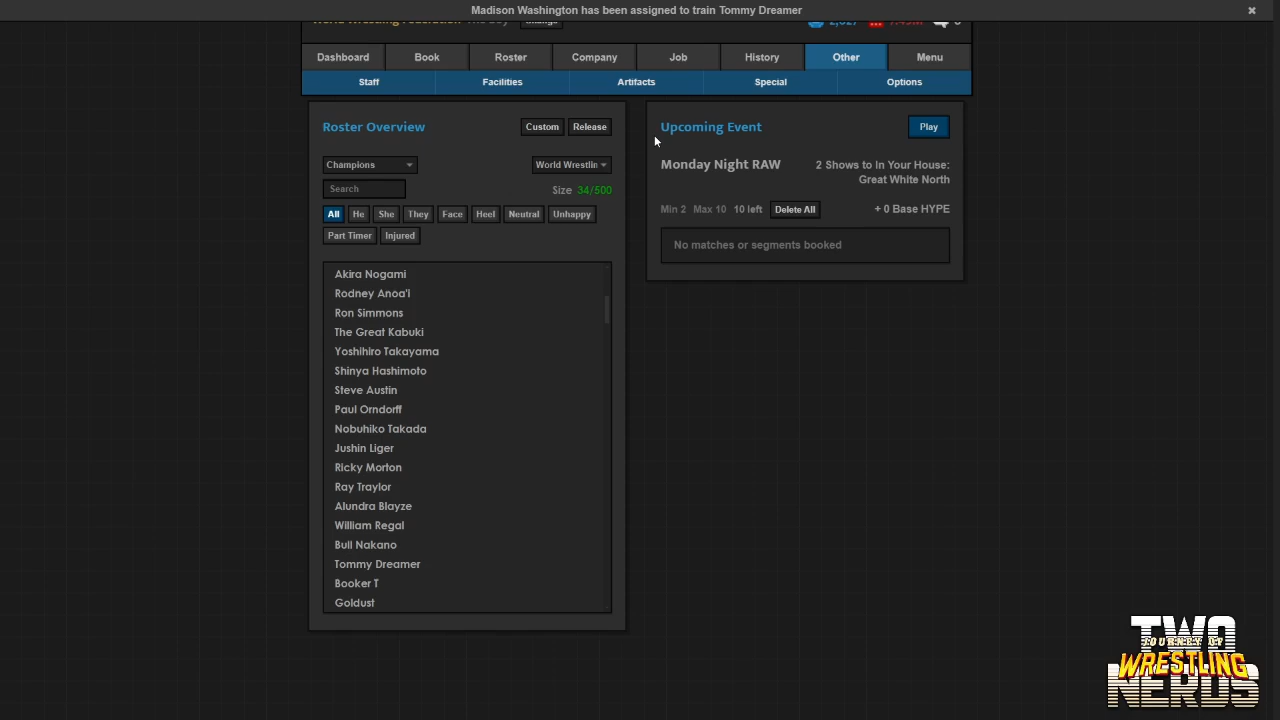 Madison Washington has been assigned to train Tommy Dreamer
Dashboard Book Roster Company Job History Other Menu
Staff Facilities Artifacts Special Options
Roster Overview Custom Release
Champions World Wrestlin
Search Size 34/500
All He She They Face Heel Neutral Unhappy
Part Timer Injured
Akira Nogami
Rodney Anoa'i
Ron Simmons
The Great Kabuki
Yoshihiro Takayama
Shinya Hashimoto
Steve Austin
Paul Orndorff
Nobuhiko Takada
Jushin Liger
Ricky Morton
Ray Traylor
Alundra Blayze
William Regal
Bull Nakano
Tommy Dreamer
Booker T
Goldust
Upcoming Event Play
Monday Night RAW 2 Shows to In Your House:
Great White North
Min 2 Max 10 10 left Delete All + 0 Base HYPE
No matches or segments booked
TWO
JOURNEY OF
WRESTLING
NERDS